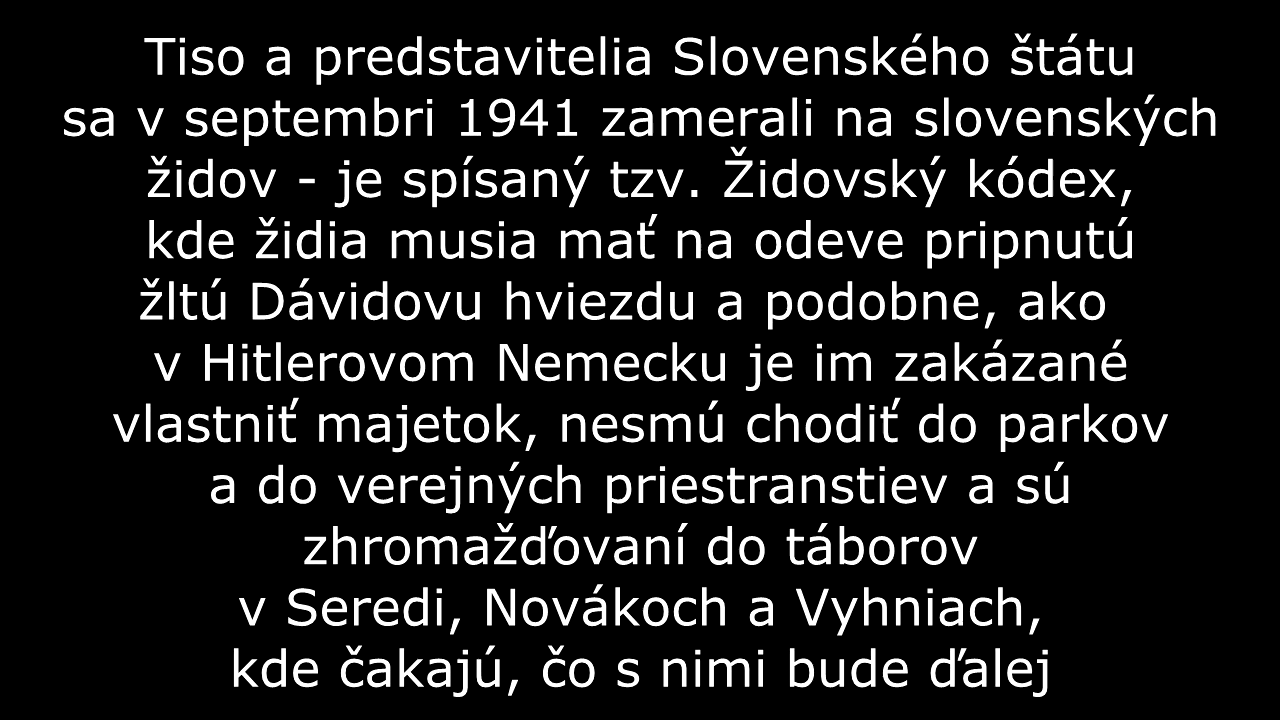 Tiso a predstavitelia Slovenského štátu
sa v septembri 1941 zamerali na slovenských
židov - je spísaný tzv. Židovský kódex,
kde židia musia mať na odeve pripnutú
žltú Dávidovu hviezdu a podobne, ako
v Hitlerovom Nemecku je im zakázané
vlastniť majetok, nesmú chodiť do parkov
a do verejných priestranstiev a sú
zhromažďovaní do táborov
v Seredi, Novákoch a Vyhniach,
kde čakajú, čo s nimi bude ďalej